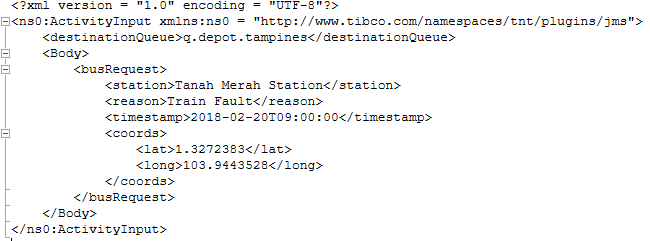 <?xml version = "1.0" encoding = "UTF-8"?>
<ns0:ActivityInput xmlns:ns0 = "http://www.tibco.com/namespaces/tnt/plugins/jms">
<destinationQueue>q.depot.tampines</destinationQueue>
<Body>
<busRequest>
<station>Tanah Merah Station</station>
<reason>Train Fault</reason>
<timestamp>2018-02-20T09:00:00</timestamp>
<coords>
<lat>1.3272383</lat>
<long>103.9443528</long>
</coords>
</busRequest>
</Body>
</ns0:ActivityInput>